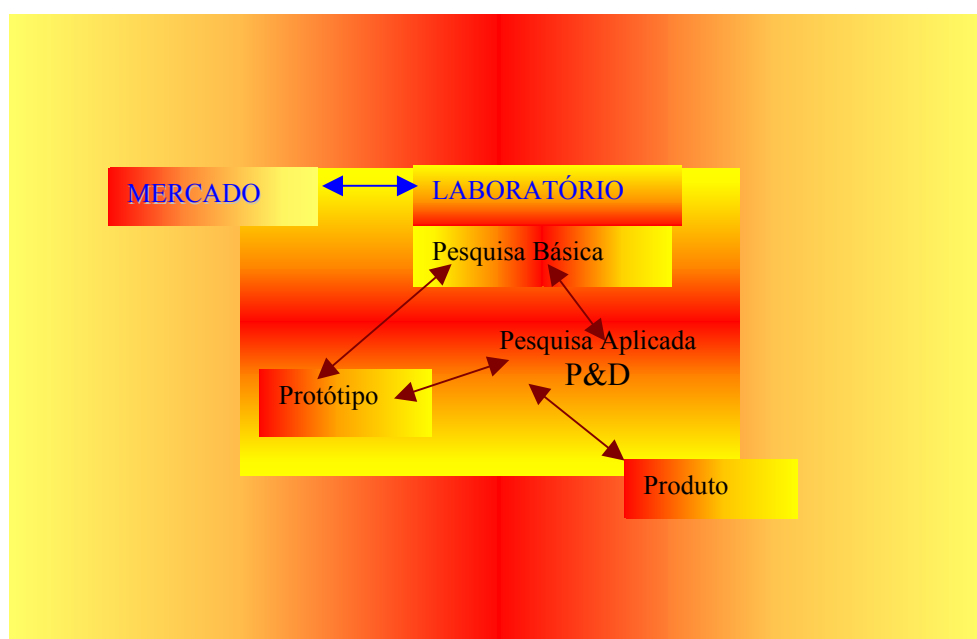 MERCADO
LABORATÓRIO
Pesquisa Básica
Pesquisa Aplicada
P&D
Protótipo
Produto